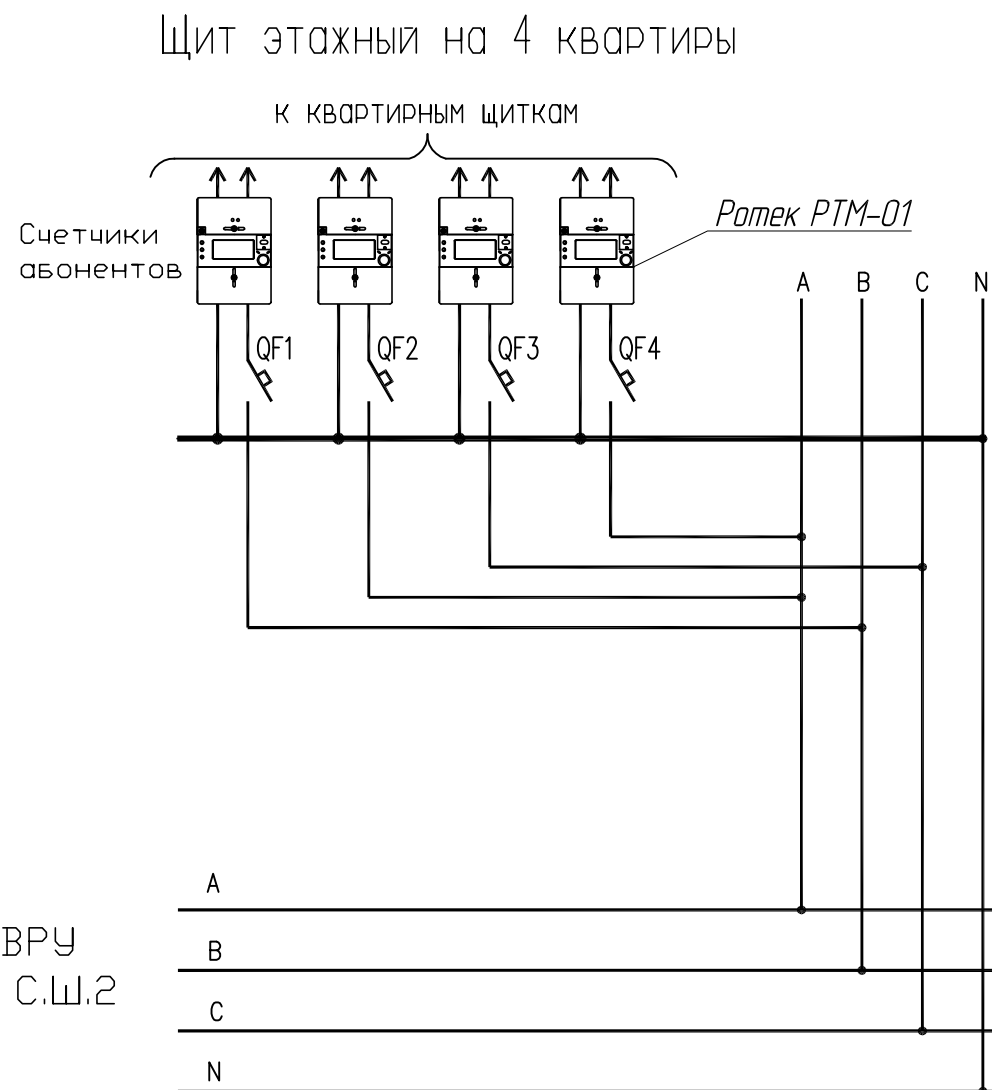 Щит этажный на 4 квартиры
к квартирным щиткам
Ротек РТМ-01
Счетчики
абонентов
A B C N
QF1 QF2 QF3 QF4
A
ВРУ
B
С.Ш.2
C
N